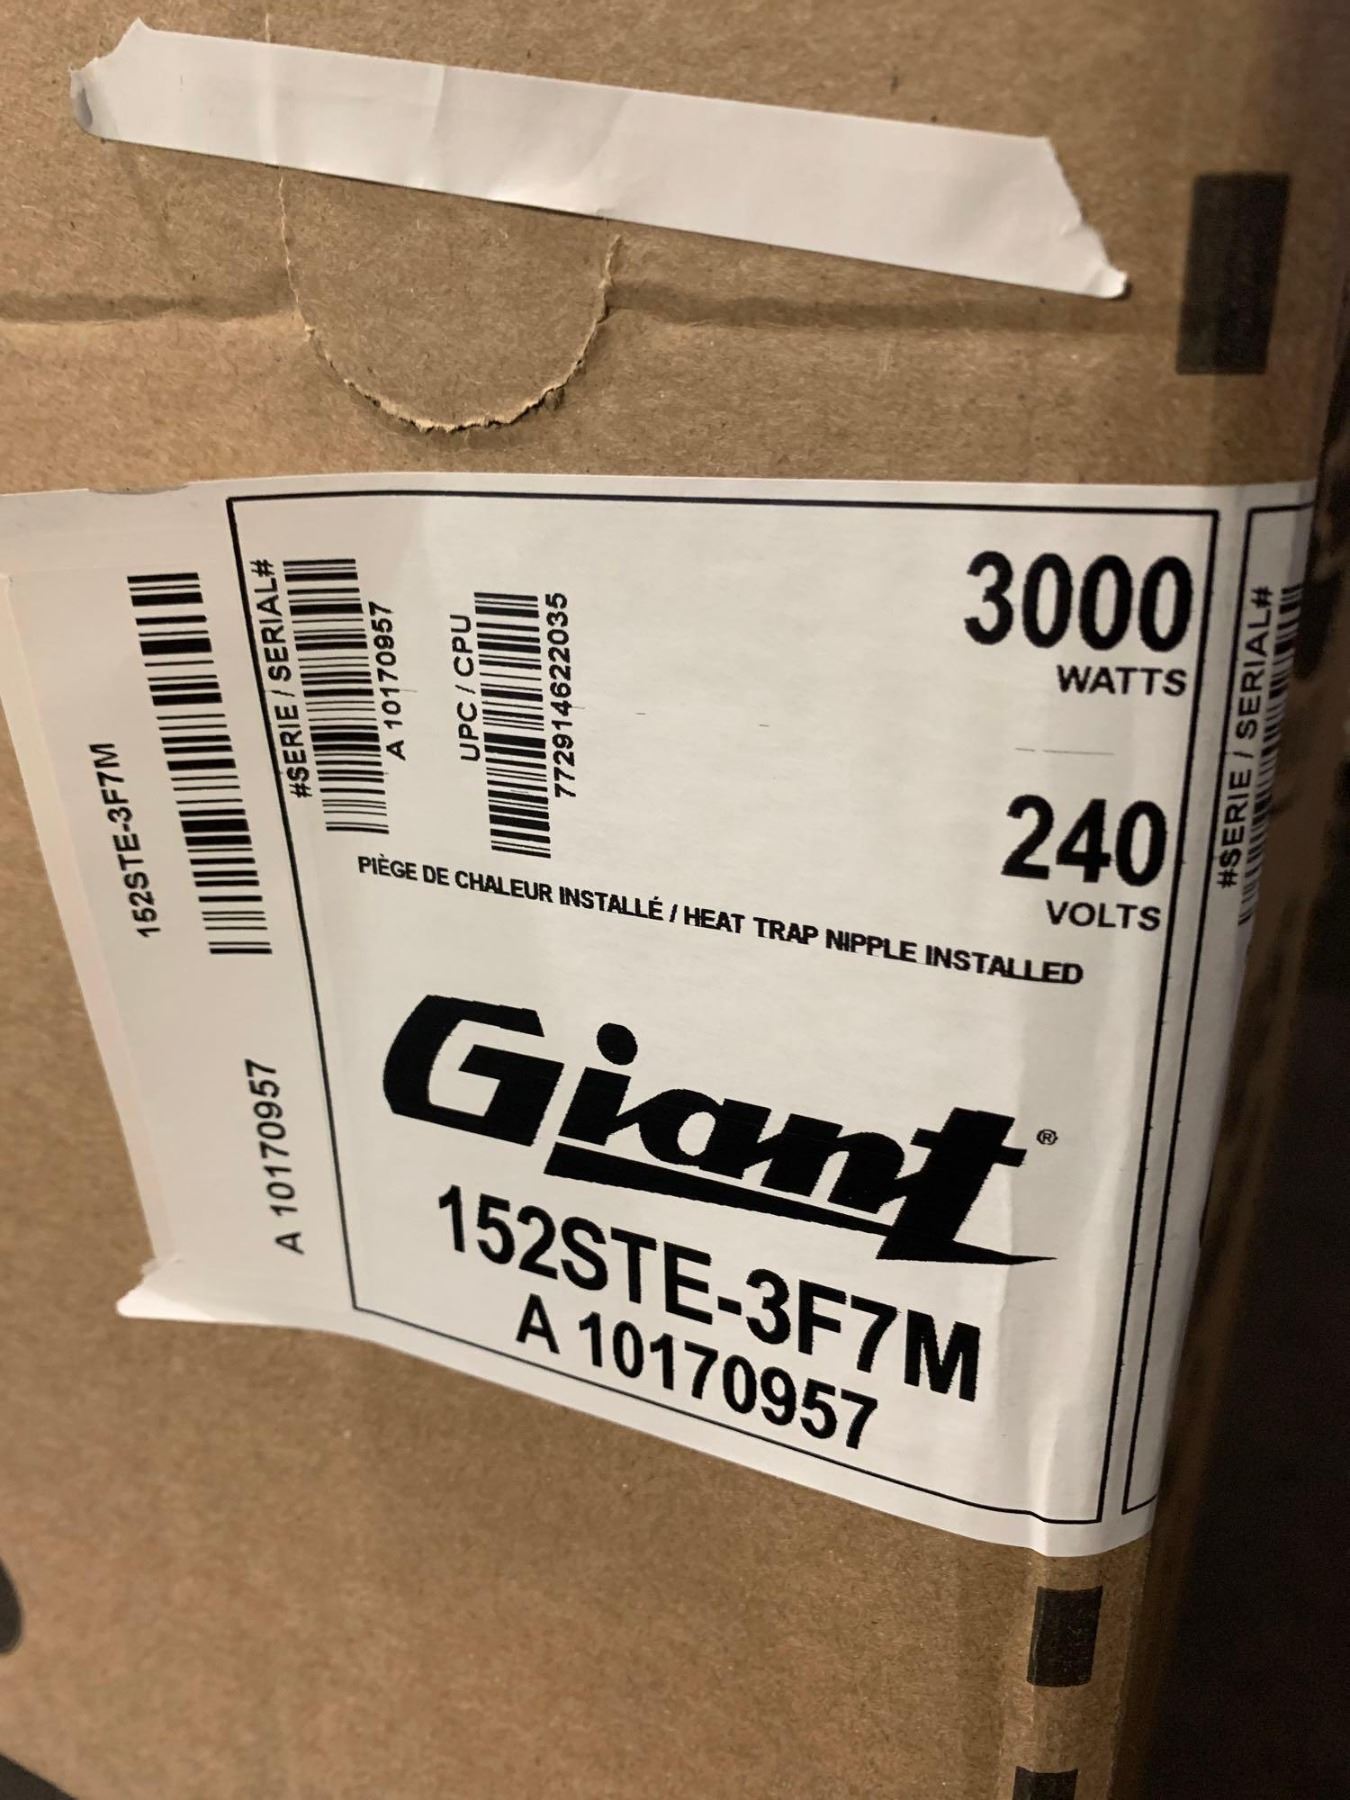 152STE-3F7M
A 10170957
#SERIE / SERIAL#
A 10170957
UPC / CPU
772914622035
3000
WATTS
240
VOLTS
PIÈGE DE CHALEUR INSTALLÉ / HEAT TRAP NIPPLE INSTALLED
Giant®
152STE-3F7M
A 10170957
#SERIE / SERIAL#